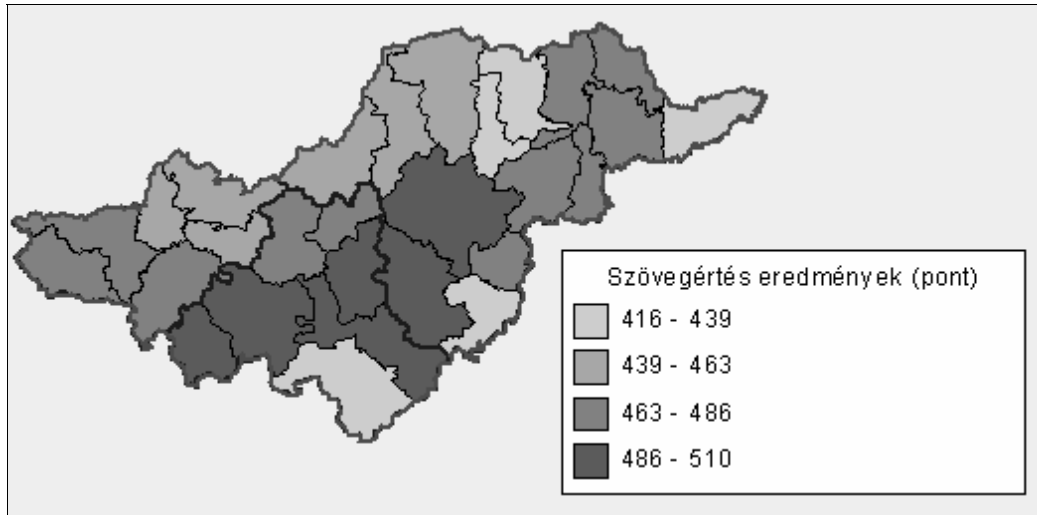 Szövegértés eredmények (pont)
416 - 439
439 - 463
463 - 486
486 - 510